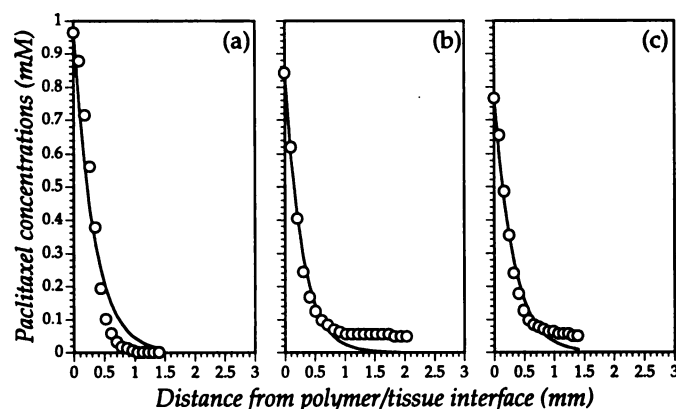 Paclitaxel concentrations (mM)
1
0.9
0.8
0.7
0.6
0.5
0.4
0.3
0.2
0.1
0
(a)
(b)
(c)
0 0.5 1 1.5 2 2.5 3
0 0.5 1 1.5 2 2.5 3
0 0.5 1 1.5 2 2.5 3
Distance from polymer/tissue interface (mm)